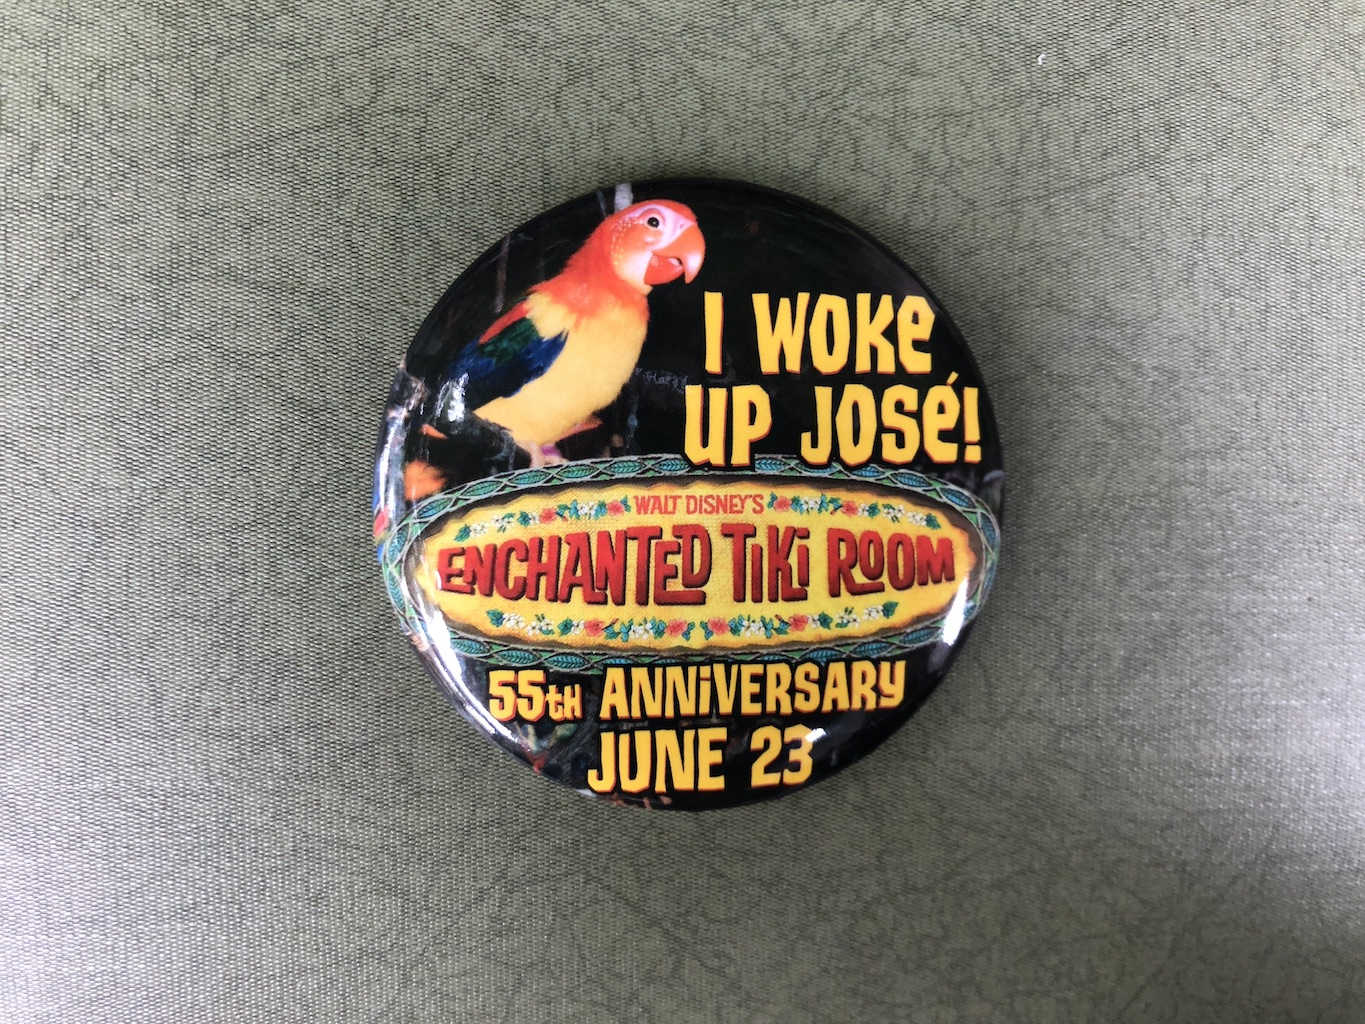 I WOKE
UP JOSÉ!
WALT DISNEY'S
ENCHANTED TIKI ROOM
55TH ANNIVERSARY
JUNE 23